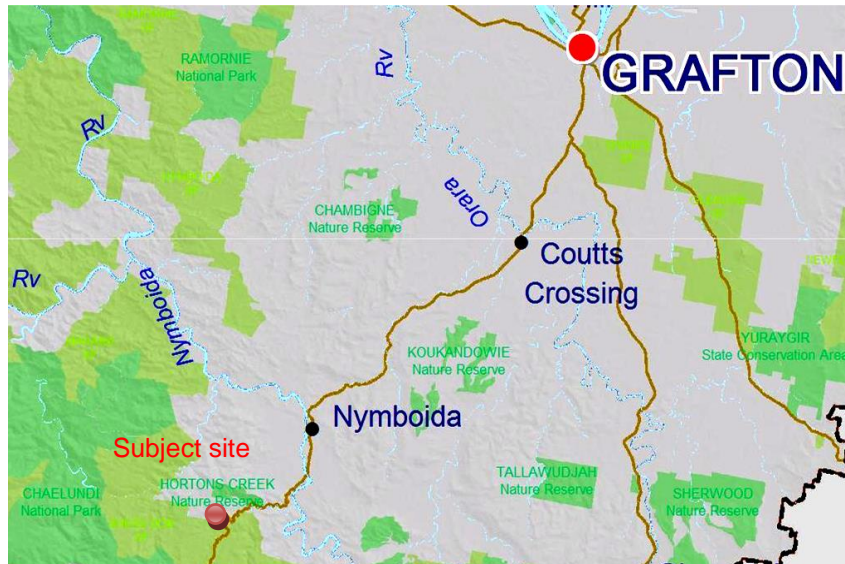 RAMORNIE
National Park
Rv
GRAFTON
Rv
CHAMBIGNE
Nature Reserve
Orara
Coutts
Crossing
Rv
Nymboida
YURAYGIR
State Conservation Area
KOUKANDOWIE
Nature Reserve
Nymboida
Subject site
HORTONS CREEK
Nature Reserve
TALLAWUDJAH
Nature Reserve
CHAELUNDI
National Park
SHERWOOD
Nature Reserve